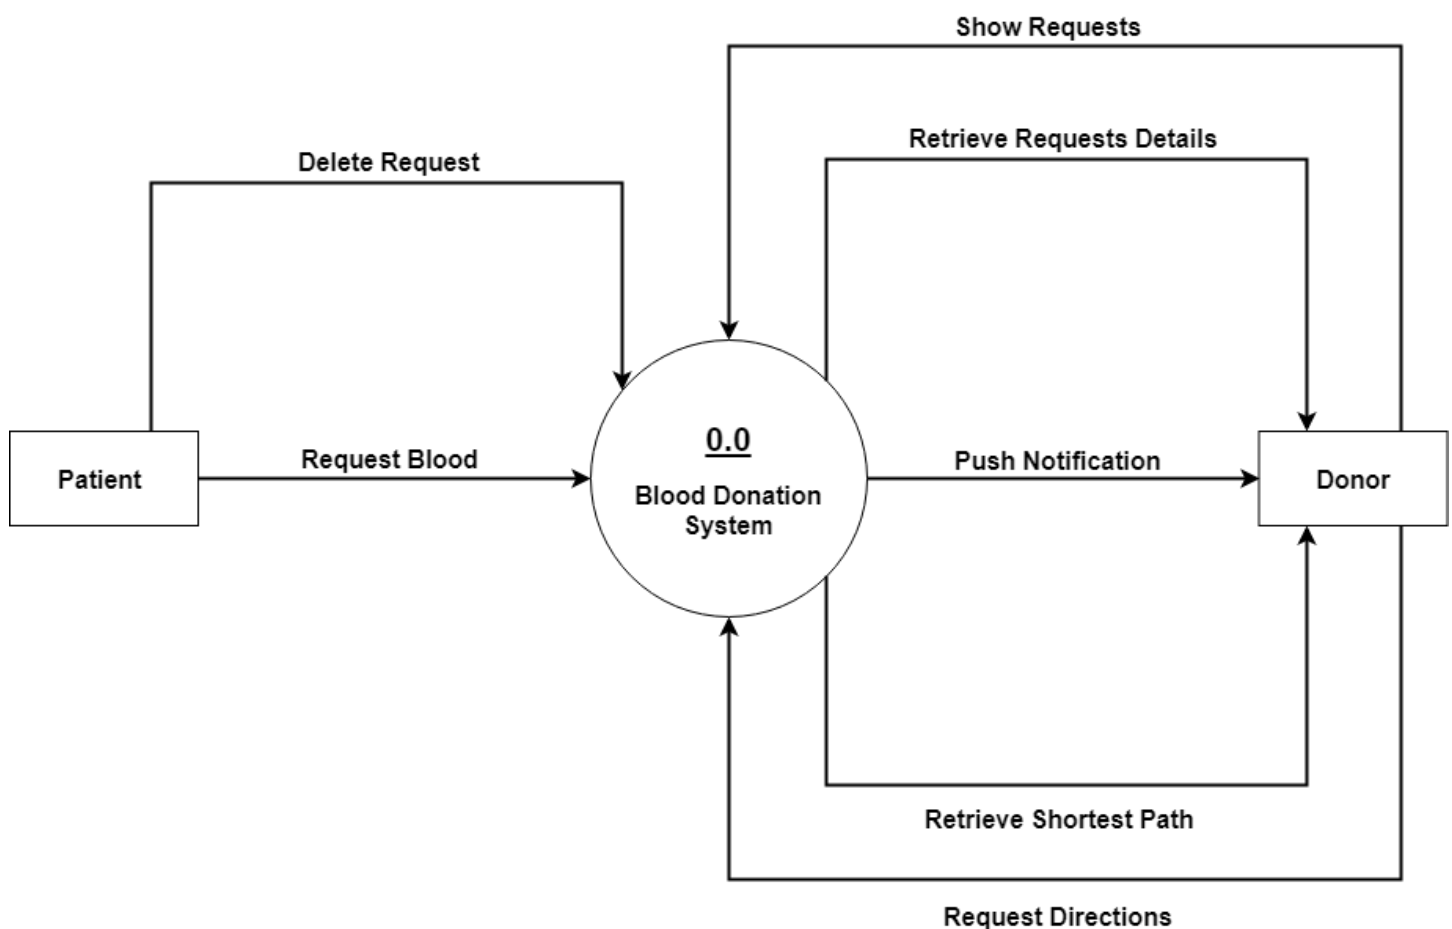 Show Requests
Retrieve Requests Details
Delete Request
0.0
Request Blood
Push Notification
Patient
Blood Donation
System
Donor
Retrieve Shortest Path
Request Directions